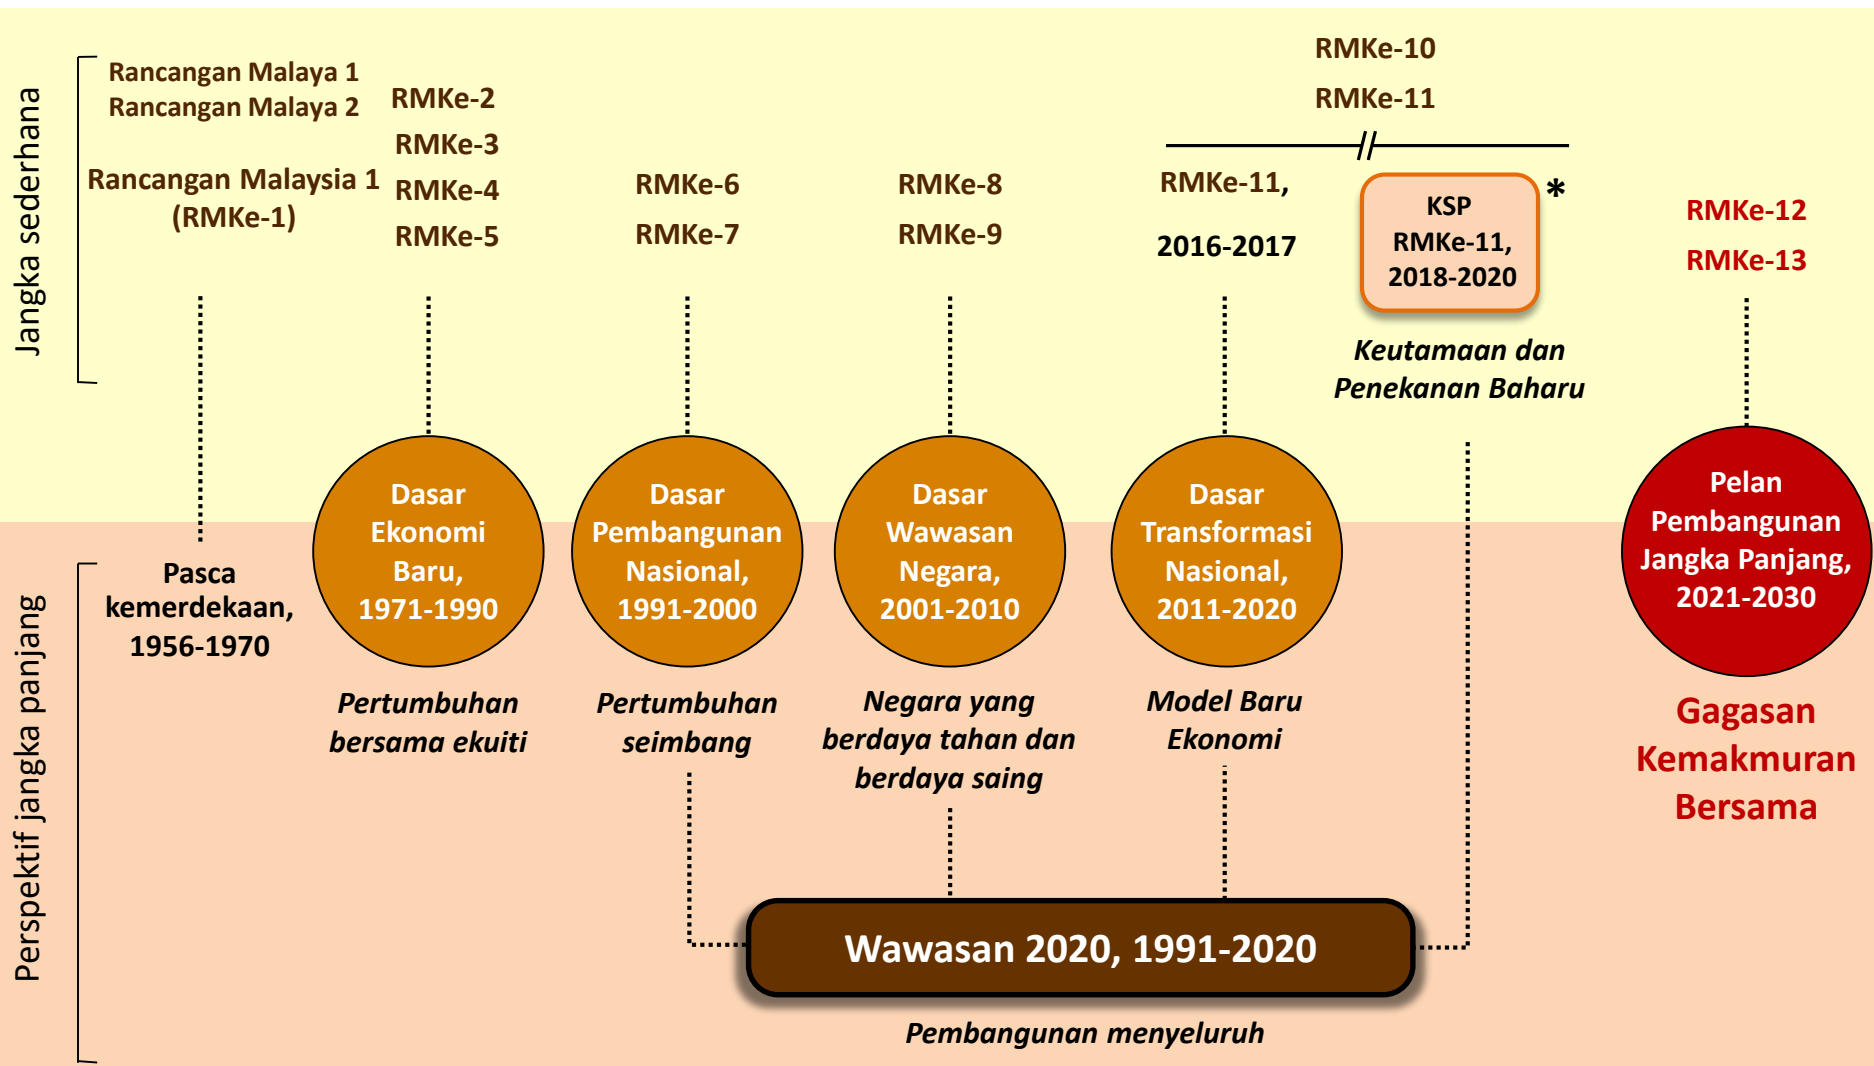 Jangka sederhana
Rancangan Malaya 1
Rancangan Malaya 2
Rancangan Malaysia 1
(RMKe-1)
RMKe-2
RMKe-3
RMKe-4
RMKe-5
RMKe-6
RMKe-7
RMKe-8
RMKe-9
RMKe-10
RMKe-11
RMKe-11,
2016-2017
KSP
RMKe-11,
2018-2020
*
Keutamaan dan
Penekanan Baharu
RMKe-12
RMKe-13
Perspektif jangka panjang
Pasca
kemerdekaan,
1956-1970
Dasar
Ekonomi
Baru,
1971-1990
Pertumbuhan
bersama ekuiti
Dasar
Pembangunan
Nasional,
1991-2000
Pertumbuhan
seimbang
Dasar
Wawasan
Negara,
2001-2010
Negara yang
berdaya tahan dan
berdaya saing
Dasar
Transformasi
Nasional,
2011-2020
Model Baru
Ekonomi
Pelan
Pembangunan
Jangka Panjang,
2021-2030
Gagasan
Kemakmuran
Bersama
Wawasan 2020, 1991-2020
Pembangunan menyeluruh